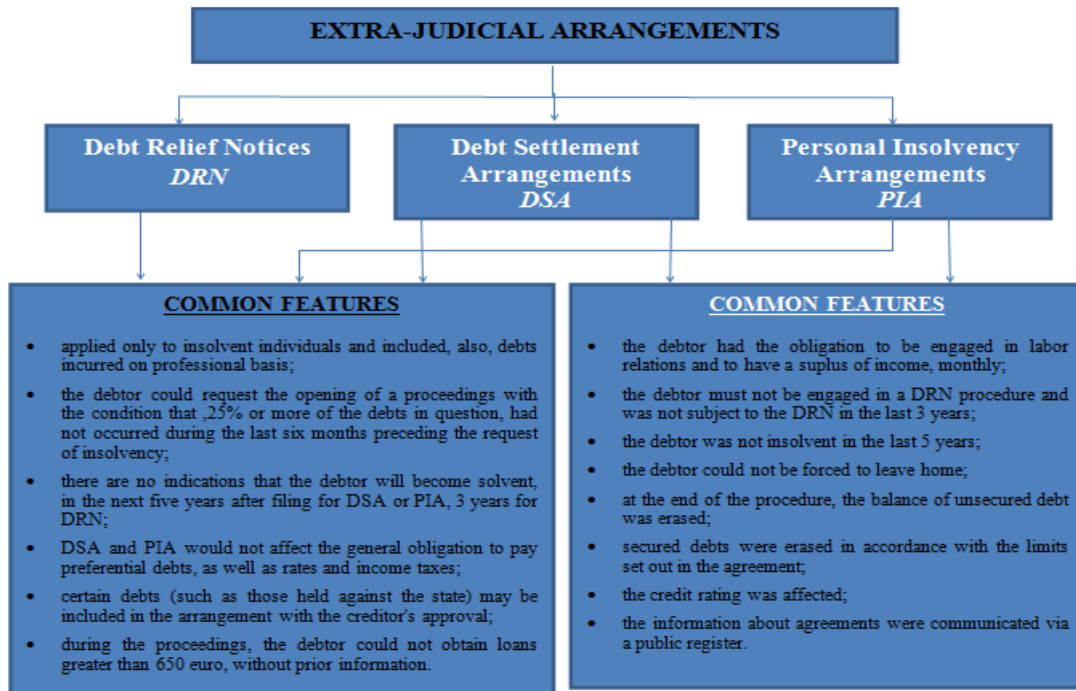 EXTRA-JUDICIAL ARRANGEMENTS
Debt Relief Notices
DRN
Debt Settlement
Arrangements
DSA
Personal Insolvency
Arrangements
PIA
COMMON FEATURES
• applied only to insolvent individuals and included, also, debts
incurred on professional basis;
• the debtor could request the opening of a proceedings with
the condition that ,25% or more of the debts in question, had
not occurred during the last six months preceding the request
of insolvency;
• there are no indications that the debtor will become solvent,
in the next five years after filing for DSA or PIA, 3 years for
DRN;
• DSA and PIA would not affect the general obligation to pay
preferential debts, as well as rates and income taxes;
• certain debts (such as those held against the state) may be
included in the arrangement with the creditor's approval;
• during the proceedings, the debtor could not obtain loans
greater than 650 euro, without prior information.
COMMON FEATURES
• the debtor had the obligation to be engaged in labor
relations and to have a suplus of income, monthly;
• the debtor must not be engaged in a DRN procedure and
was not subject to the DRN in the last 3 years;
• the debtor was not insolvent in the last 5 years;
• the debtor could not be forced to leave home;
• at the end of the procedure, the balance of unsecured debt
was erased;
• secured debts were erased in accordance with the limits
set out in the agreement;
• the credit rating was affected;
• the information about agreements were communicated via
a public register.